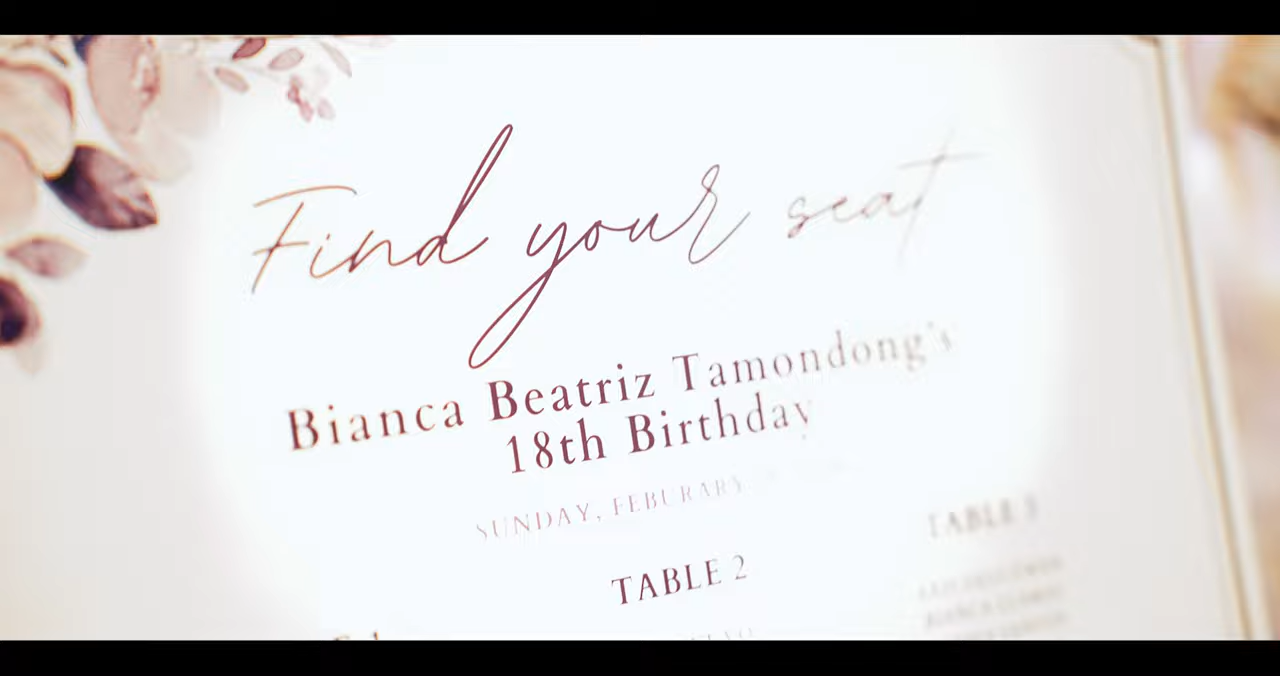 Find your seat
Bianca Beatriz Tamondong's
18th Birthday
SUNDAY, FEBURARY
TABLE 2
TABLE 3